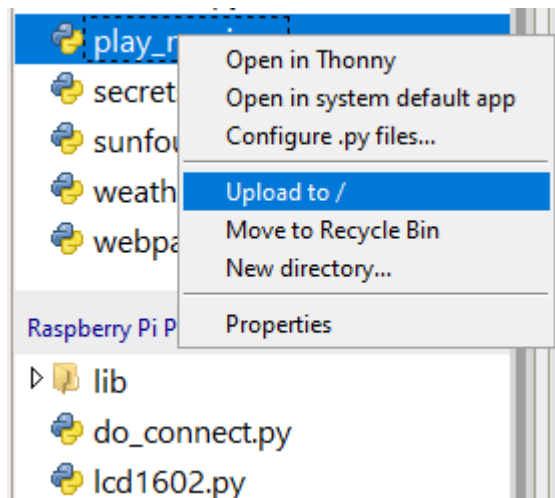 play_
Open in Thonny
secret
Open in system default app
sunfou
Configure .py files...
weath
Upload to /
webpa
Move to Recycle Bin
New directory...
Raspberry Pi P
Properties
lib
do_connect.py
lcd1602.py